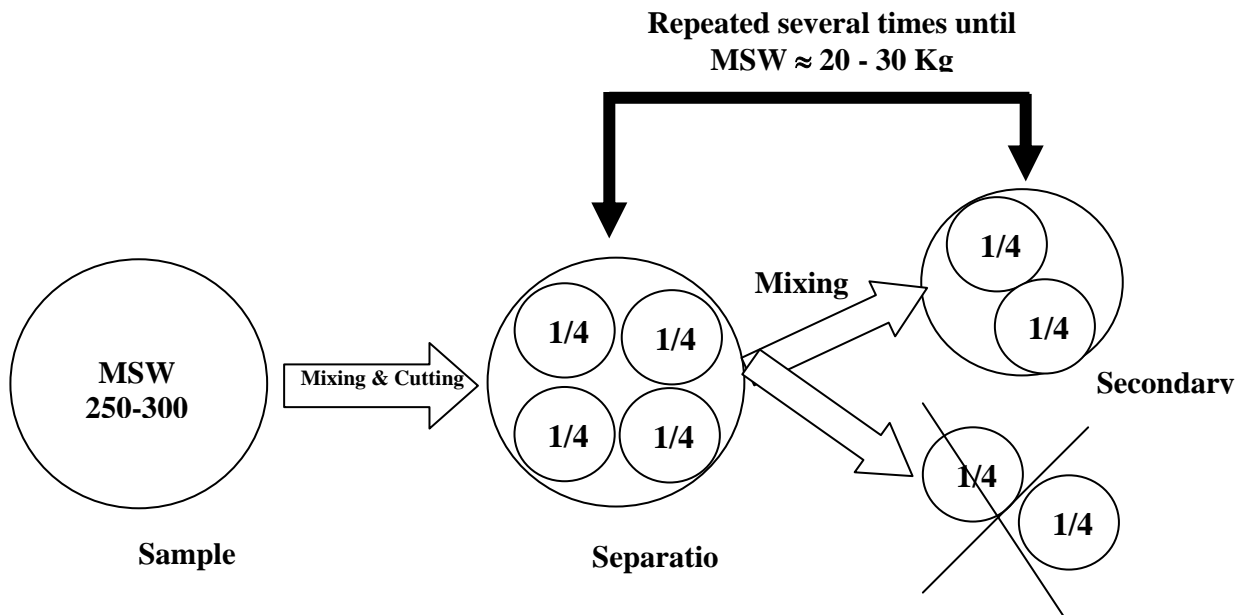 Repeated several times until
MSW ≈ 20 - 30 Kg
MSW
250-300
Sample
Mixing & Cutting
1/4
1/4
1/4
1/4
Separatio
Mixing
1/4
1/4
Secondary
1/4
1/4